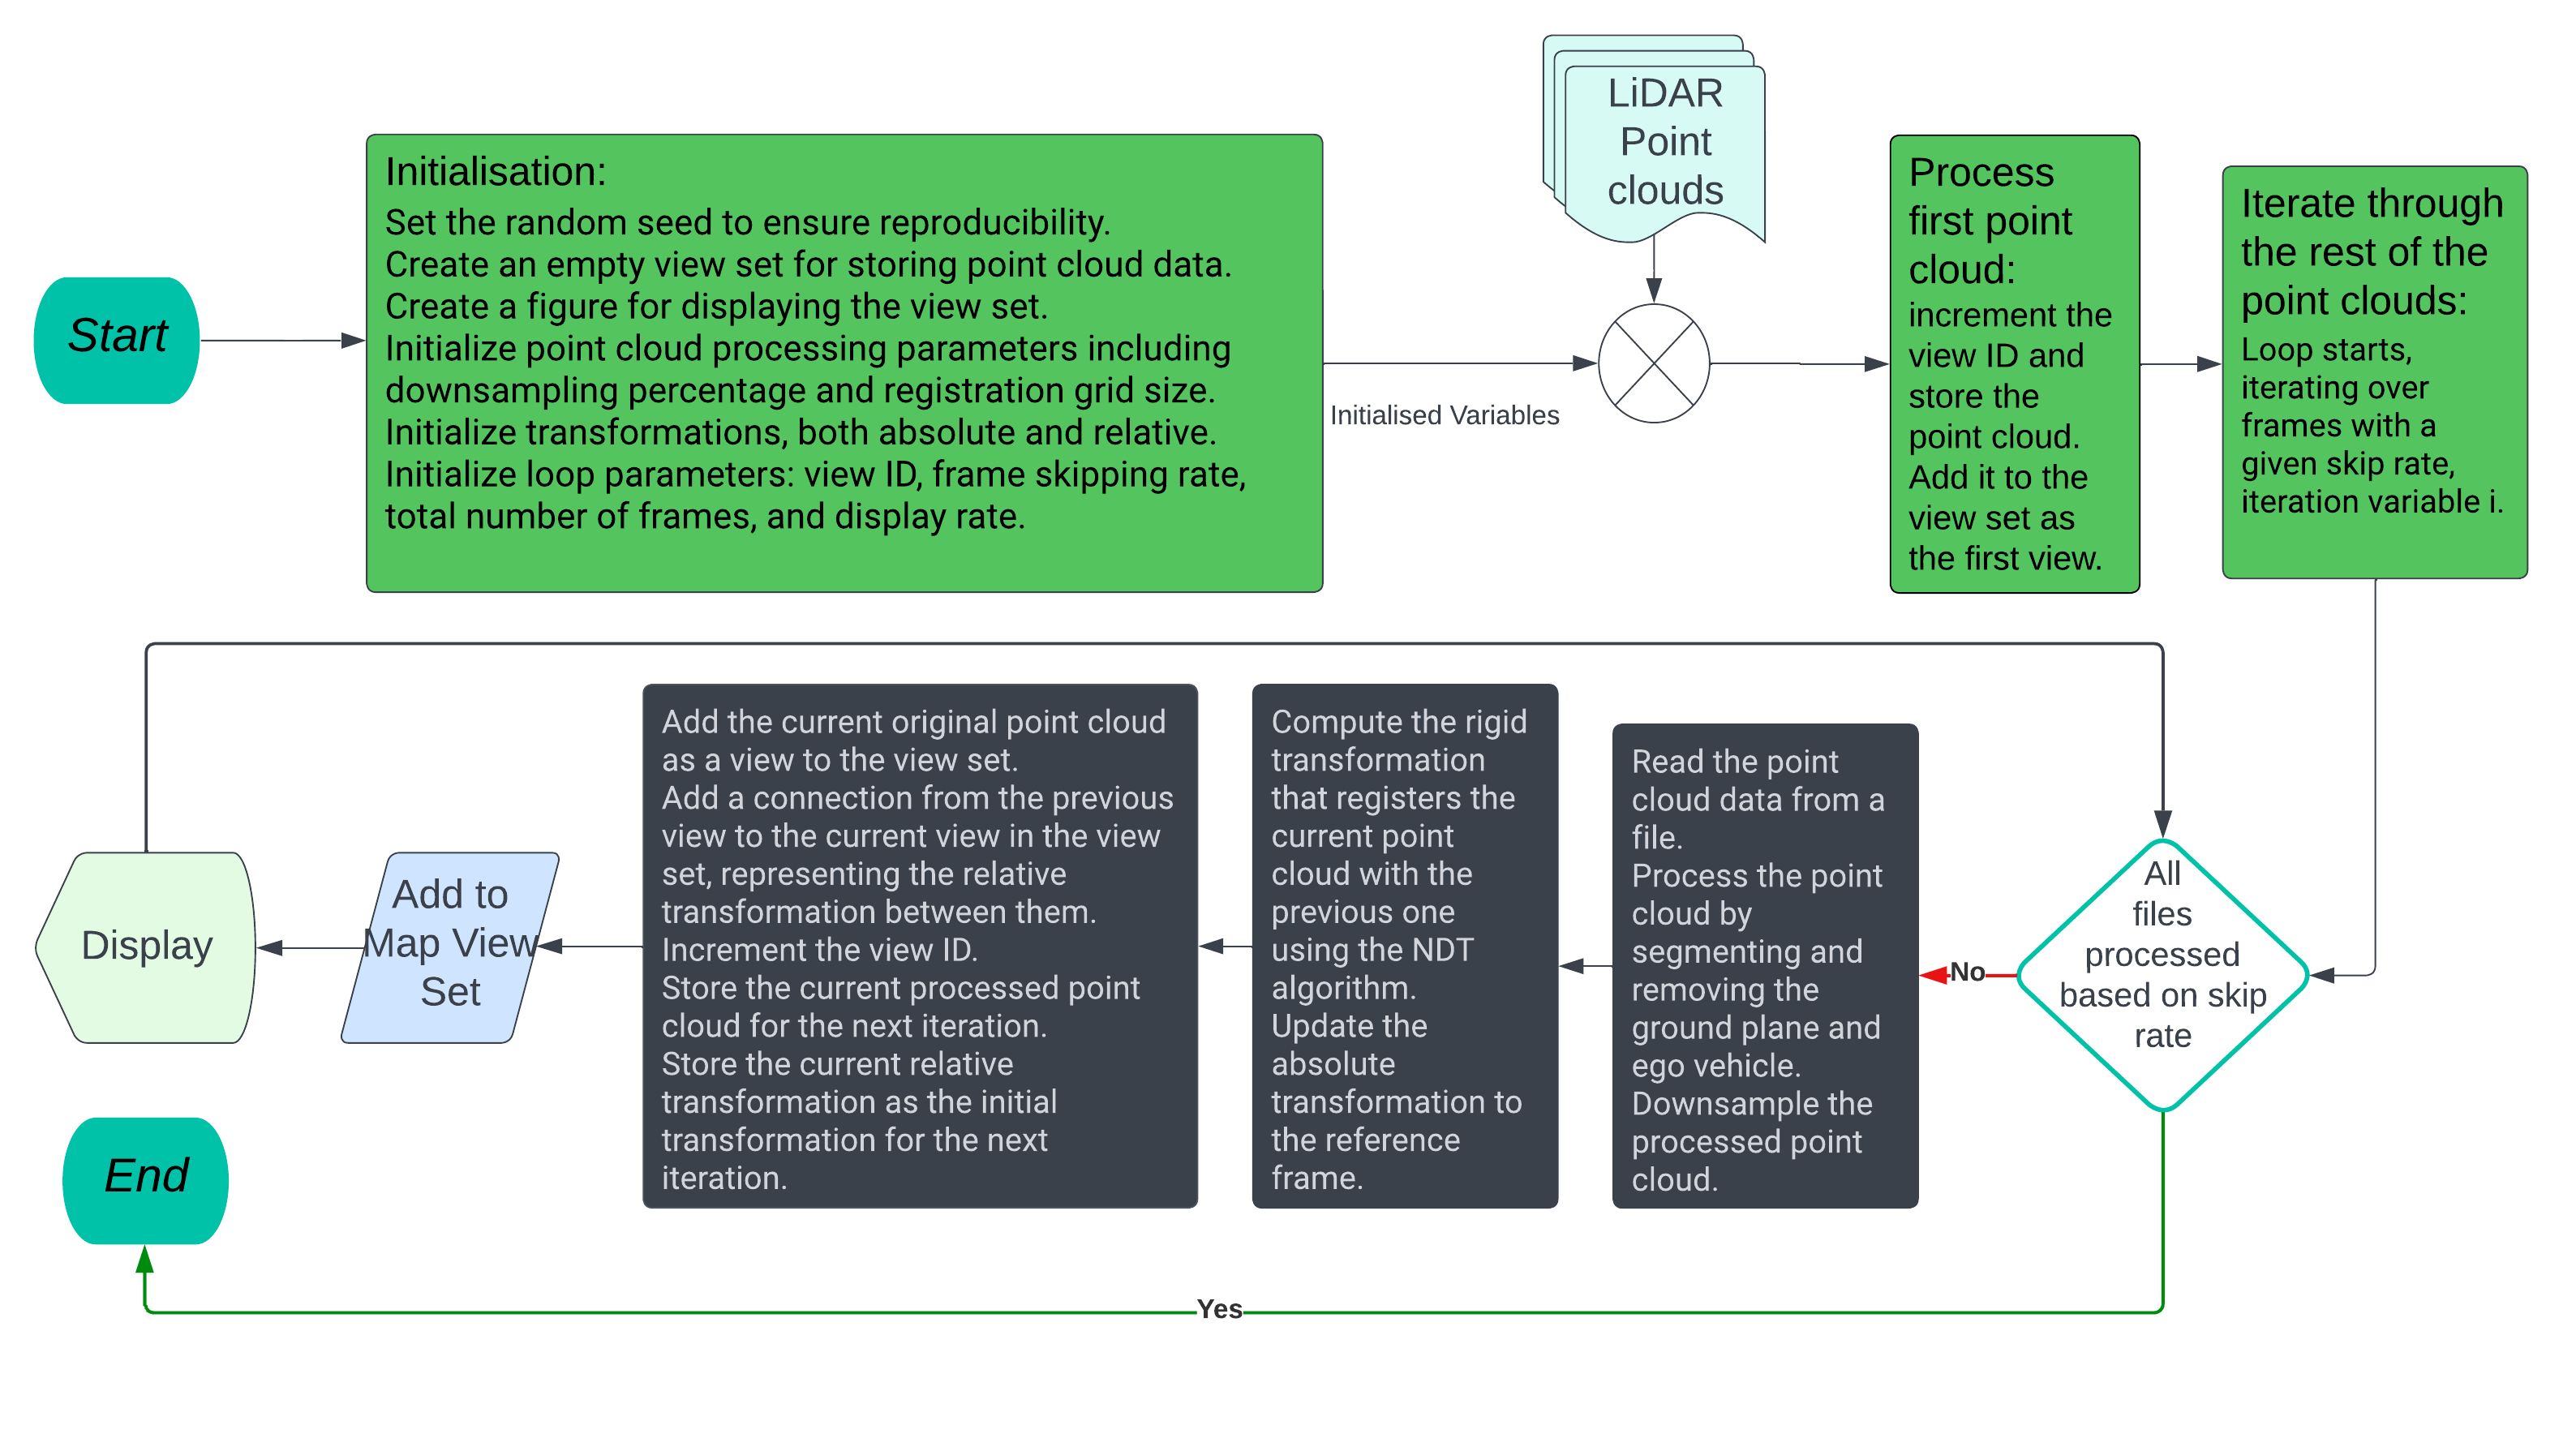 Start
Initialisation:
Set the random seed to ensure reproducibility.
Create an empty view set for storing point cloud data.
Create a figure for displaying the view set.
Initialize point cloud processing parameters including
downsampling percentage and registration grid size.
Initialize transformations, both absolute and relative.
Initialize loop parameters: view ID, frame skipping rate,
total number of frames, and display rate.
Initialised Variables
LiDAR
Point
clouds
Process
first point
cloud:
increment the
view ID and
store the
point cloud.
Add it to the
view set as
the first view.
Iterate through
the rest of the
point clouds:
Loop starts,
iterating over
frames with a
given skip rate,
iteration variable i.
All
files
processed
based on skip
rate
No
Read the point
cloud data from a
file.
Process the point
cloud by
segmenting and
removing the
ground plane and
ego vehicle.
Downsample the
processed point
cloud.
Compute the rigid
transformation
that registers the
current point
cloud with the
previous one
using the NDT
algorithm.
Update the
absolute
transformation to
the reference
frame.
Add the current original point cloud
as a view to the view set.
Add a connection from the previous
view to the current view in the view
set, representing the relative
transformation between them.
Increment the view ID.
Store the current processed point
cloud for the next iteration.
Store the current relative
transformation as the initial
transformation for the next
iteration.
Add to
Map View
Set
Display
End
Yes